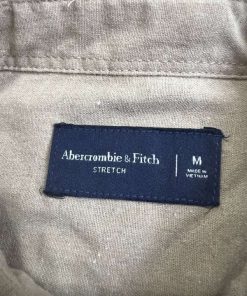 Abercrombie & Fitch
STRETCH
M
MADE IN
VIETNAM